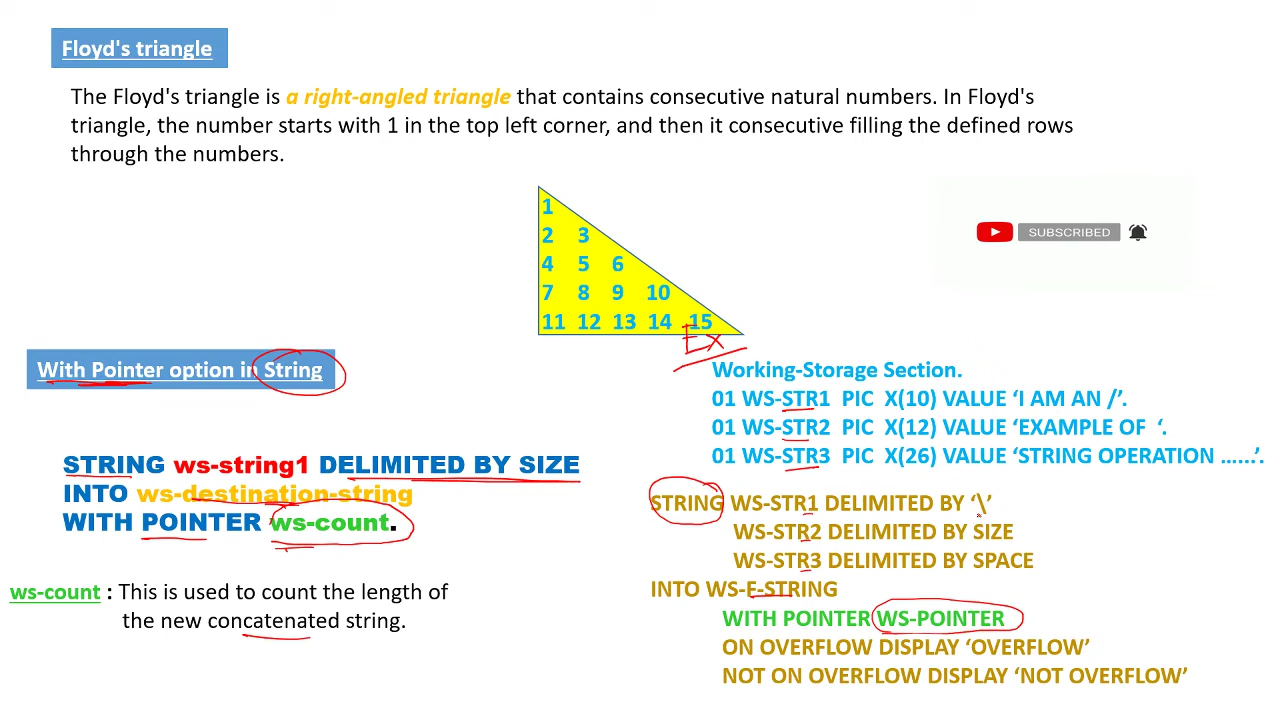 Floyd's triangle
The Floyd's triangle is a right-angled triangle that contains consecutive natural numbers. In Floyd's
triangle, the number starts with 1 in the top left corner, and then it consecutive filling the defined rows
through the numbers.
1
2 3
4 5 6
7 8 9 10
11 12 13 14 15
SUBSCRIBED
With Pointer option in String
STRING ws-string1 DELIMITED BY SIZE
INTO ws-destination-string
WITH POINTER ws-count.
ws-count : This is used to count the length of
the new concatenated string.
Ex
Working-Storage Section.
01 WS-STR1 PIC X(10) VALUE ‘I AM AN /’.
01 WS-STR2 PIC X(12) VALUE ‘EXAMPLE OF ‘.
01 WS-STR3 PIC X(26) VALUE ‘STRING OPERATION ......’.
STRING WS-STR1 DELIMITED BY ‘\’
WS-STR2 DELIMITED BY SIZE
WS-STR3 DELIMITED BY SPACE
INTO WS-F-STRING
WITH POINTER WS-POINTER
ON OVERFLOW DISPLAY ‘OVERFLOW’
NOT ON OVERFLOW DISPLAY ‘NOT OVERFLOW’